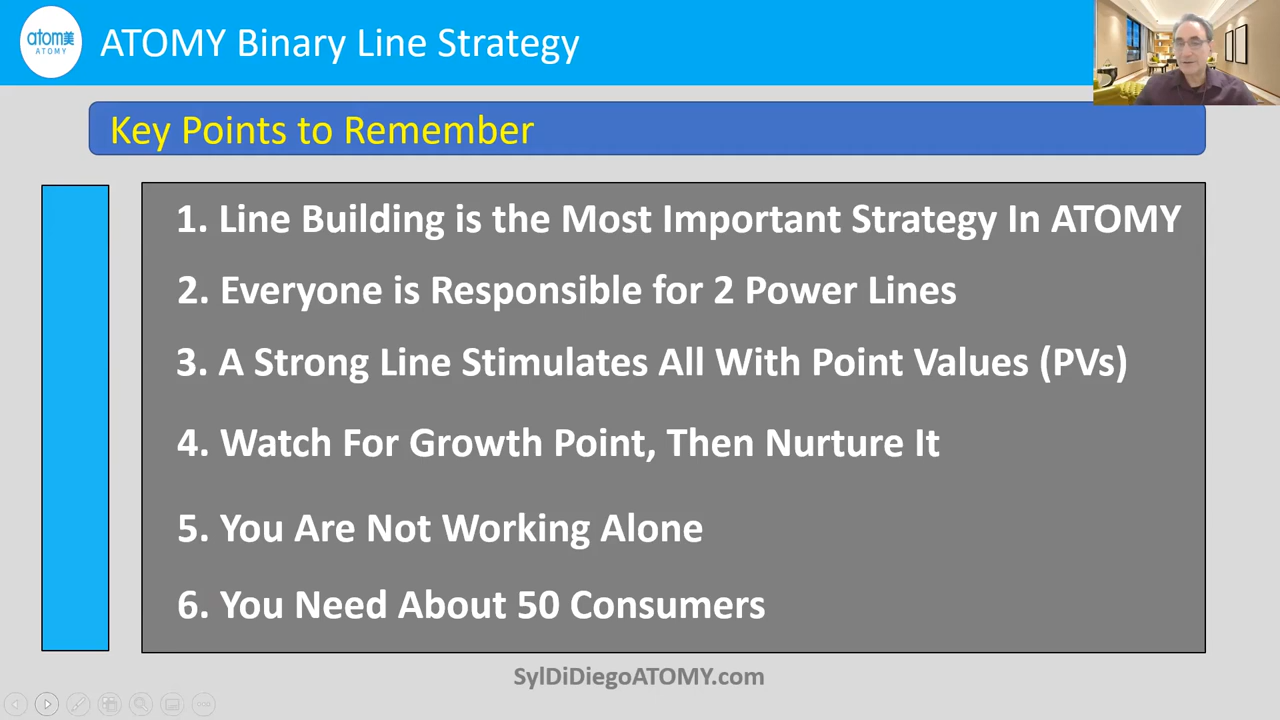 atom美
ATOMY
ATOMY Binary Line Strategy
Key Points to Remember
1. Line Building is the Most Important Strategy In ATOMY
2. Everyone is Responsible for 2 Power Lines
3. A Strong Line Stimulates All With Point Values (PVs)
4. Watch For Growth Point, Then Nurture It
5. You Are Not Working Alone
6. You Need About 50 Consumers
SylDiDiegoATOMY.com